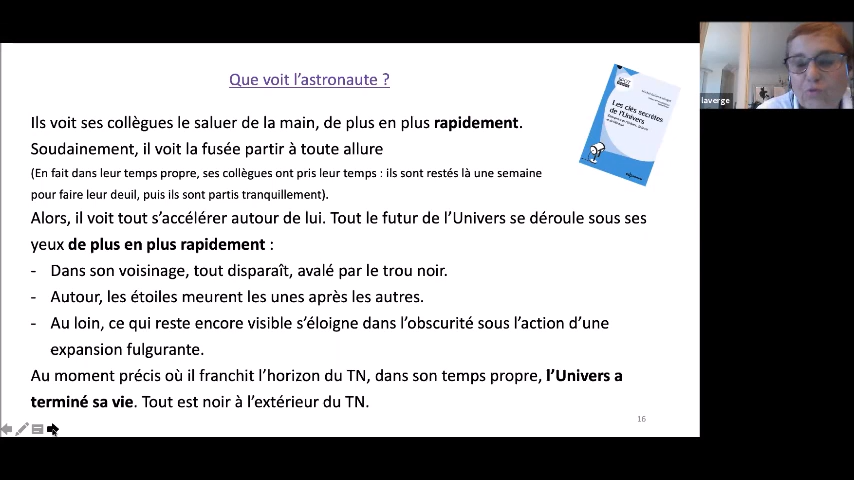 Que voit l'astronaute ?
Ils voit ses collègues le saluer de la main, de plus en plus rapidement.
Soudainement, il voit la fusée partir à toute allure
(En fait dans leur temps propre, ses collègues ont pris leur temps : ils sont restés là une semaine
pour faire leur deuil, puis ils sont partis tranquillement).
Alors, il voit tout s'accélérer autour de lui. Tout le futur de l'Univers se déroule sous ses
yeux de plus en plus rapidement :
- Dans son voisinage, tout disparaît, avalé par le trou noir.
- Autour, les étoiles meurent les unes après les autres.
- Au loin, ce qui reste encore visible s'éloigne dans l'obscurité sous l'action d'une
expansion fulgurante.
Au moment précis où il franchit l'horizon du TN, dans son temps propre, l'Univers a
terminé sa vie. Tout est noir à l'extérieur du TN.
16
Les clés secrètes
de l'Univers
laverge